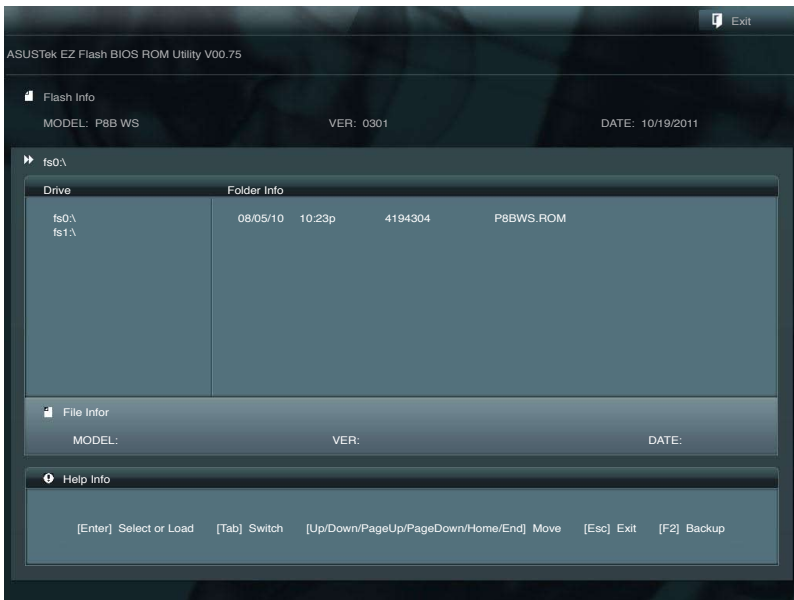 Exit
ASUSTek EZ Flash BIOS ROM Utility V00.75
Flash Info
MODEL: P8B WS VER: 0301 DATE: 10/19/2011
fs0:\
Drive Folder Info
fs0:\ 08/05/10 10:23p 4194304 P8BWS.ROM
fs1:\
File Infor
MODEL: VER: DATE:
Help Info
[Enter] Select or Load [Tab] Switch [Up/Down/PageUp/PageDown/Home/End] Move [Esc] Exit [F2] Backup